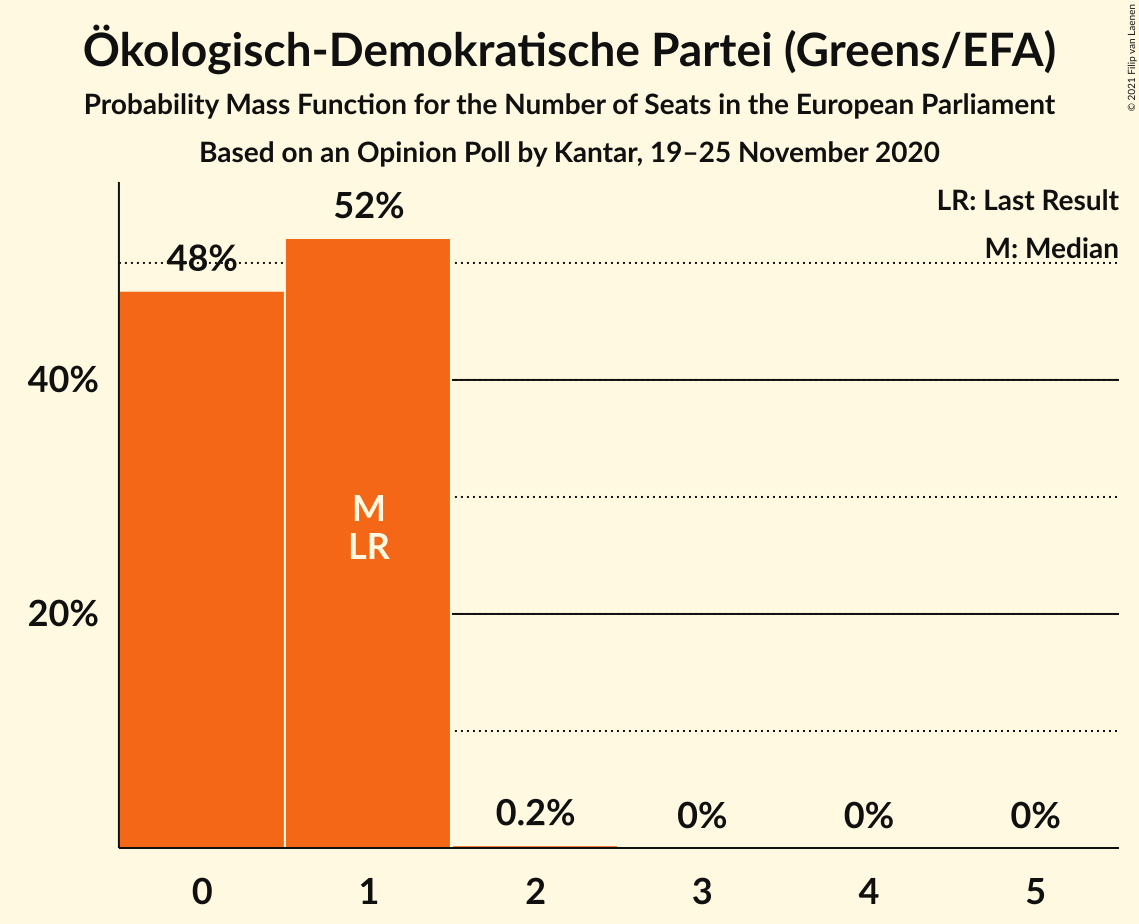 Ökologisch-Demokratische Partei (Greens/EFA)
Probability Mass Function for the Number of Seats in the European Parliament
Based on an Opinion Poll by Kantar, 19–25 November 2020
© 2021 Filip van Laenen
LR: Last Result
M: Median
52%
48%
40%
20%
M
LR
0.2%
0%
0%
0%
0
1
2
3
4
5